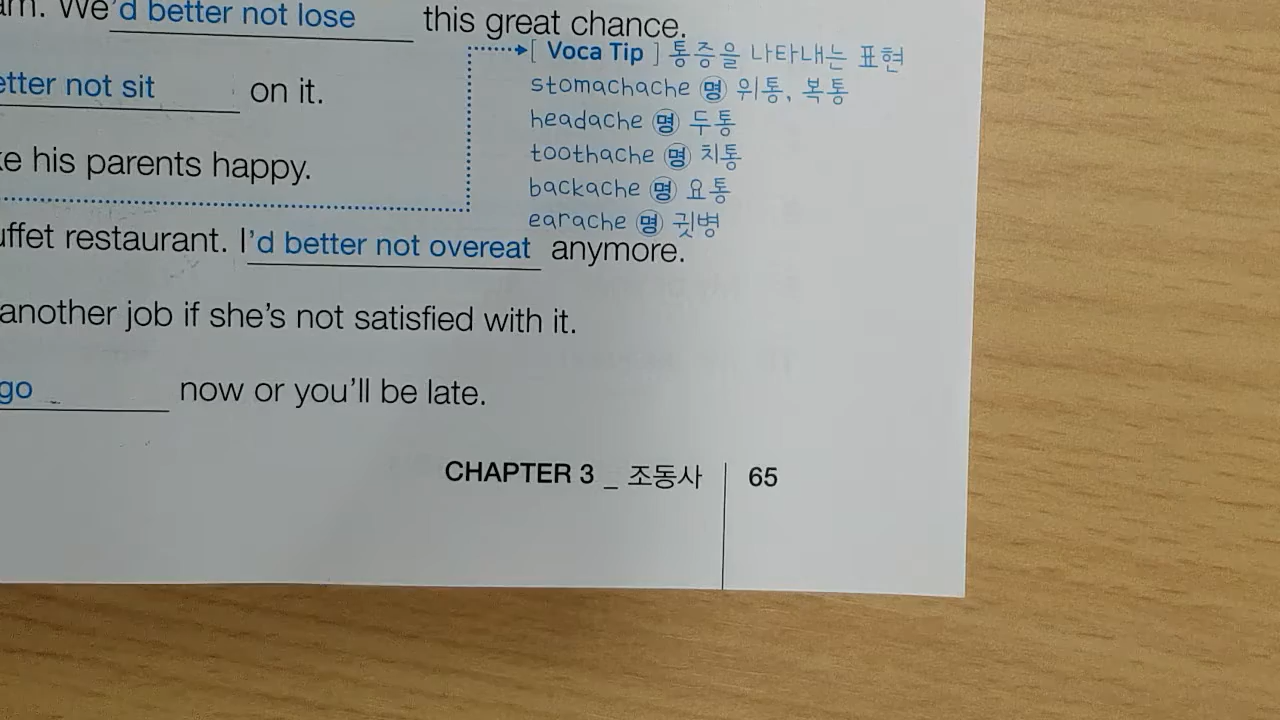 We'd better not lose this great chance.
[ Voca Tip ] 통증을 나타내는 표현
stomachache 명 위통, 복통
not sit on it.
headache 명 두통
toothache 명 치통
his parents happy.
backache 명 요통
earache 명 귓병
restaurant. I'd better not overeat anymore.
another job if she's not satisfied with it.
go now or you'll be late.
CHAPTER 3 _ 조동사 65